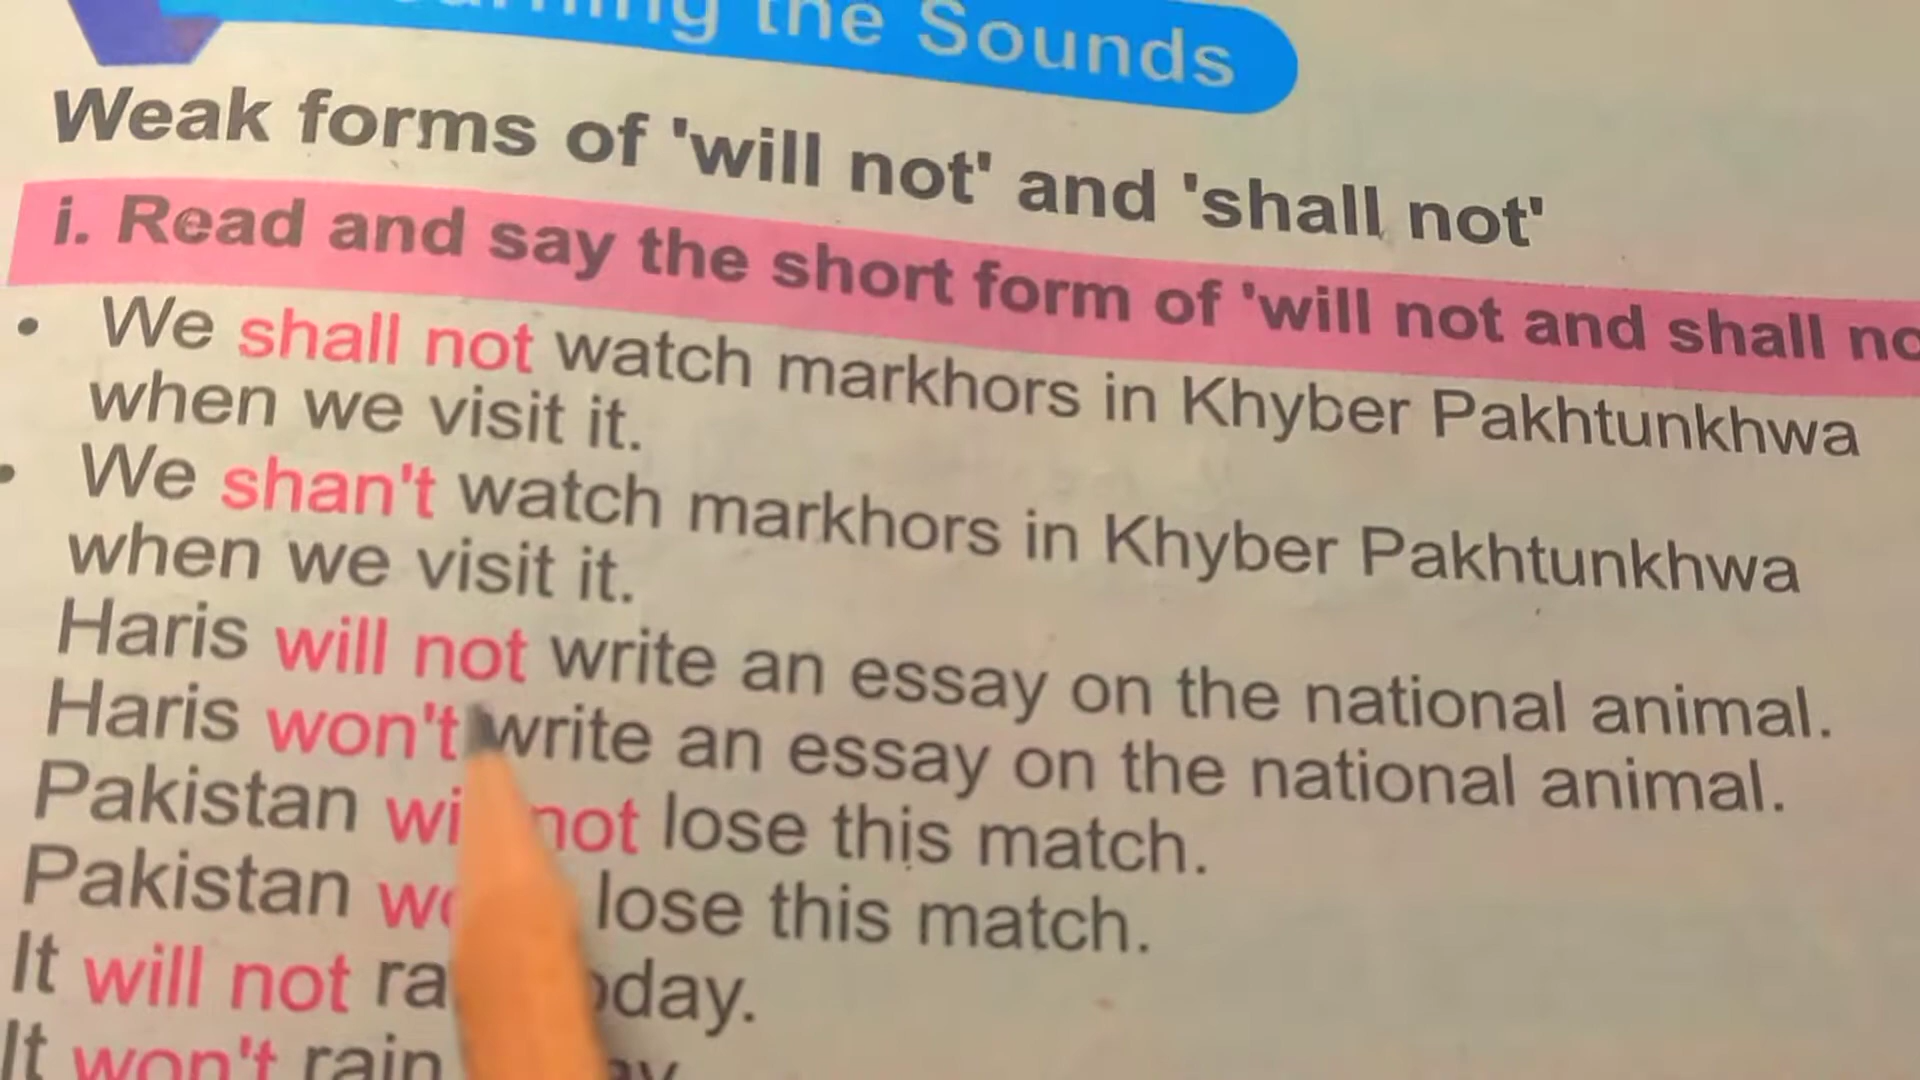 the Sounds
Weak forms of 'will not' and 'shall not'
i. Read and say the short form of 'will not and shall
• We shall not watch markhors in Khyber Pakhtunkhwa
when we visit it.
• We shan't watch markhors in Khyber Pakhtunkhwa
when we visit it.
Haris will not write an essay on the national animal.
Haris won't write an essay on the national animal.
Pakistan not lose this match.
Pakistan lose this match.
It will not
It won't rain